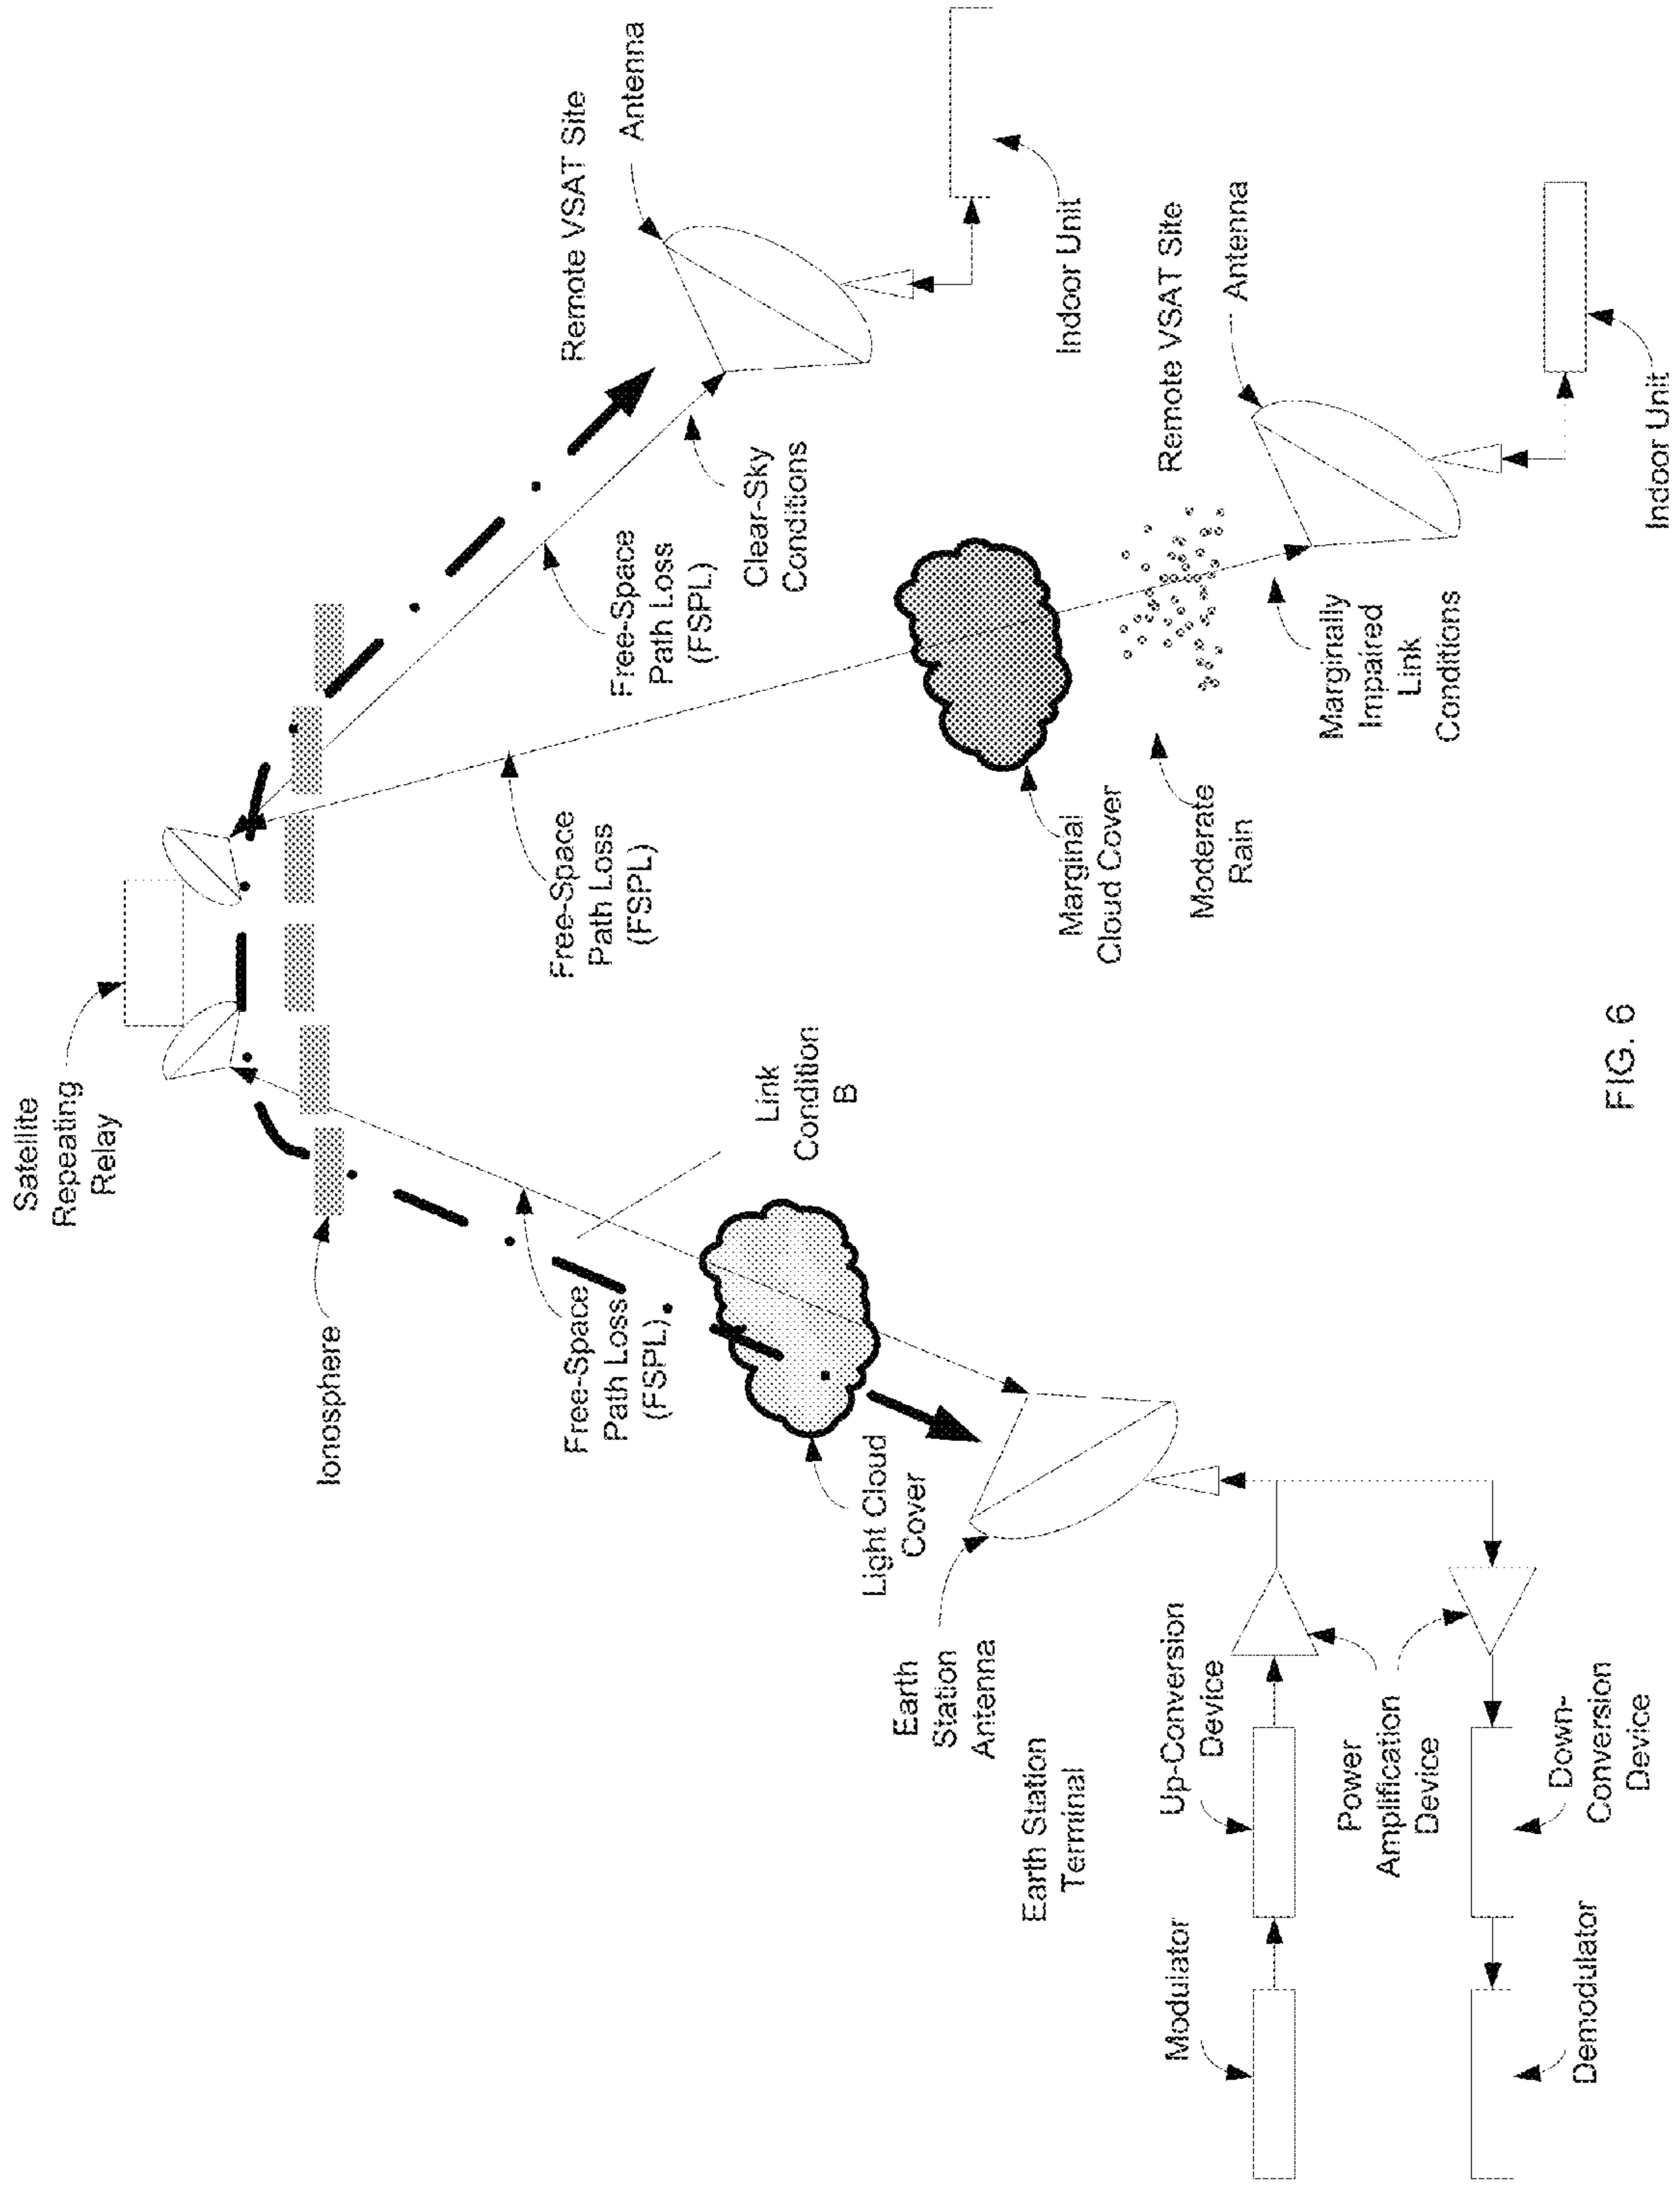 Satellite
Repeating
Relay
Ionosphere
Free-Space
Path Loss
(FSPL)
Link
Condition
B
Light Cloud
Cover
Earth
Station
Antenna
Earth Station
Terminal
Modulator
Up-Conversion
Device
Power
Amplification
Device
Demodulator
Down-
Conversion
Device
Free-Space
Path Loss
(FSPL)
Marginal
Cloud Cover
Moderate
Rain
Free-Space
Path Loss
(FSPL)
Clear-Sky
Conditions
Remote VSAT Site
Antenna
Indoor Unit
Remote VSAT Site
Antenna
Marginally
Impaired
Link
Conditions
Indoor Unit
FIG. 6